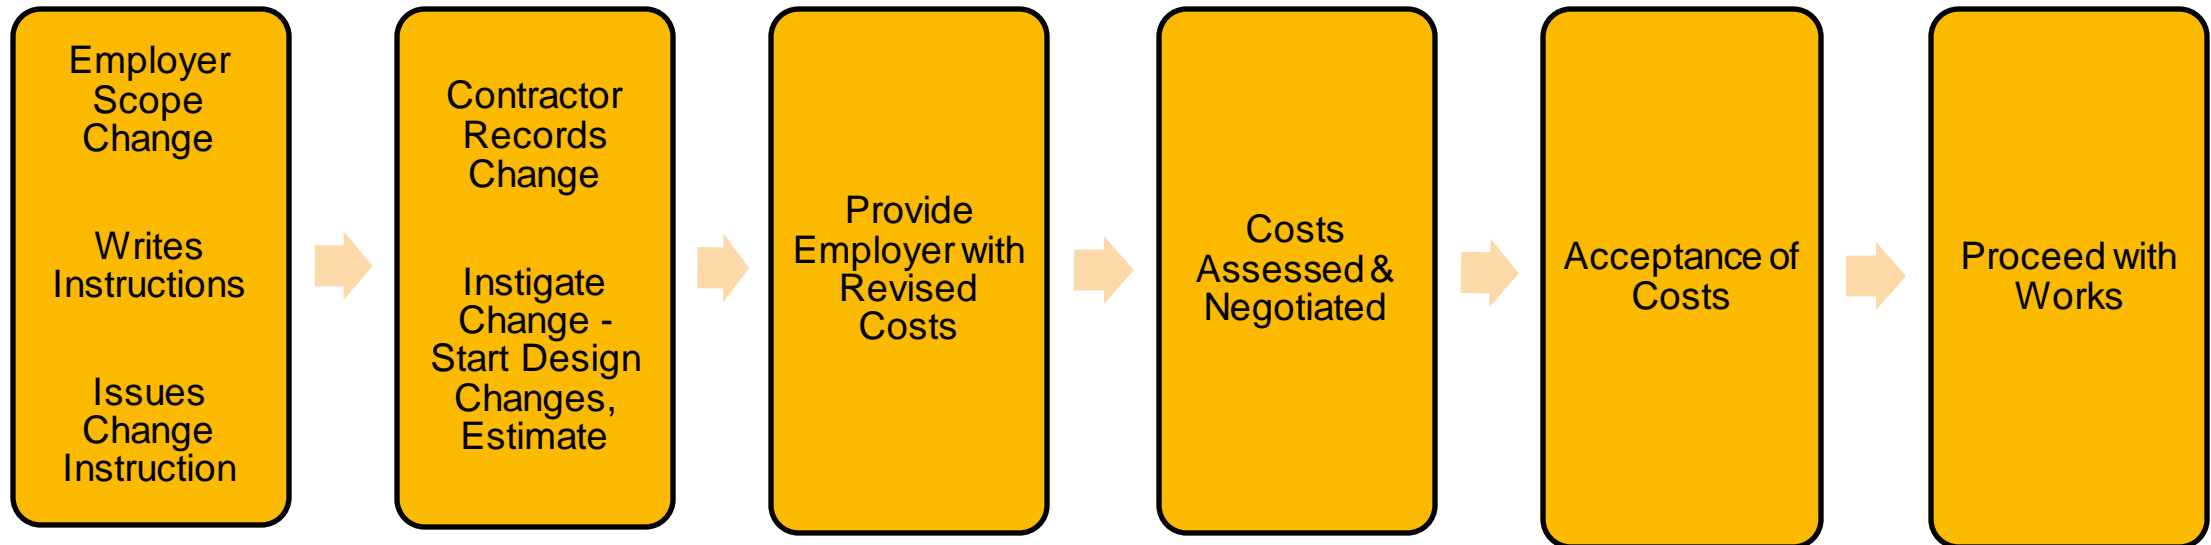 Employer
Scope
Change
Writes
Instructions
Issues
Change
Instruction
Contractor
Records
Change
Instigate
Change -
Start Design
Changes,
Estimate
Provide
Employer with
Revised
Costs
Costs
Assessed &
Negotiated
Acceptance of
Costs
Proceed with
Works